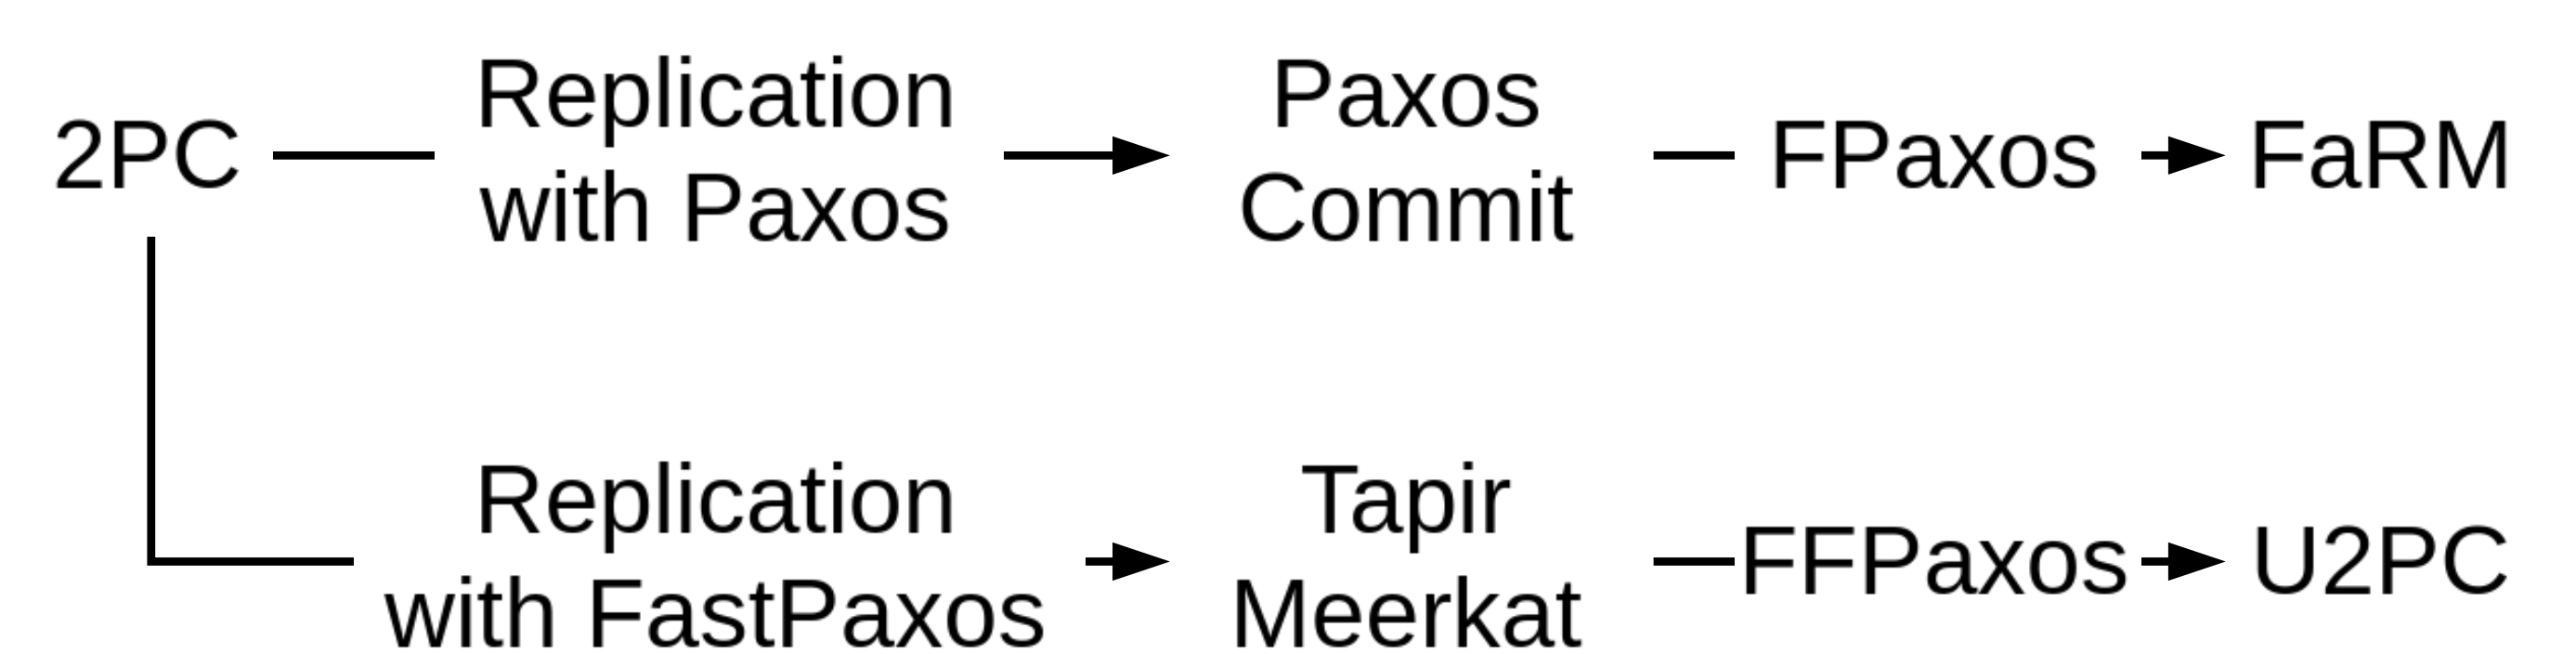 2PC
Replication
with Paxos
Paxos
Commit
FPaxos
FaRM
Replication
with FastPaxos
Tapir
Meerkat
FFPaxos
U2PC